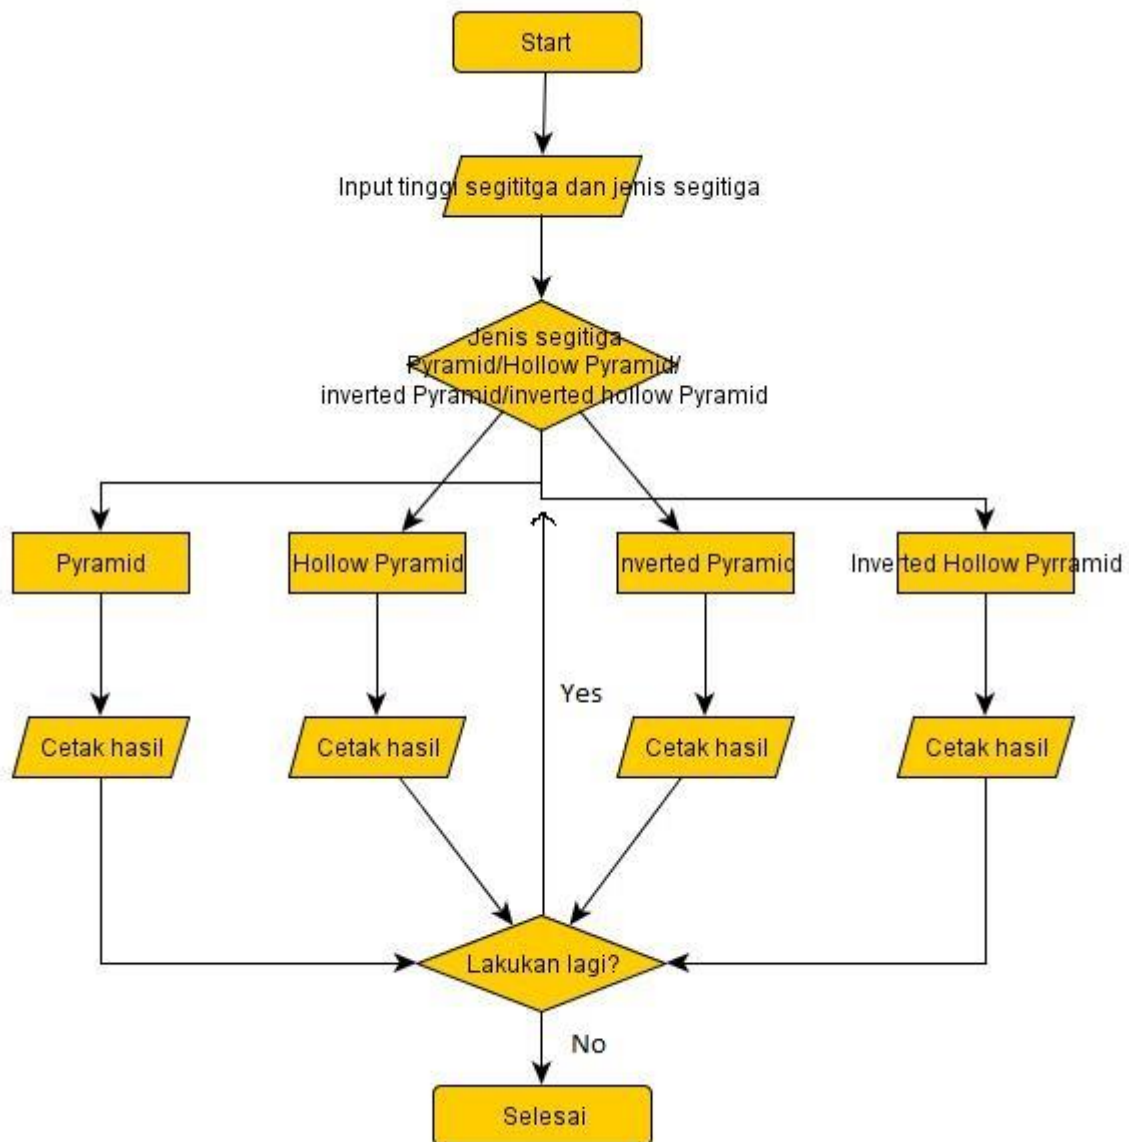 Start
Input tinggi segititga dan jenis segitiga
Jenis segitiga
Pyramid/Hollow Pyramid/
inverted Pyramid/inverted hollow Pyramid
Pyramid
Hollow Pyramid
nverted Pyramid
Inverted Hollow Pyrramid
Yes
Cetak hasil
Cetak hasil
Cetak hasil
Cetak hasil
Lakukan lagi?
No
Selesai